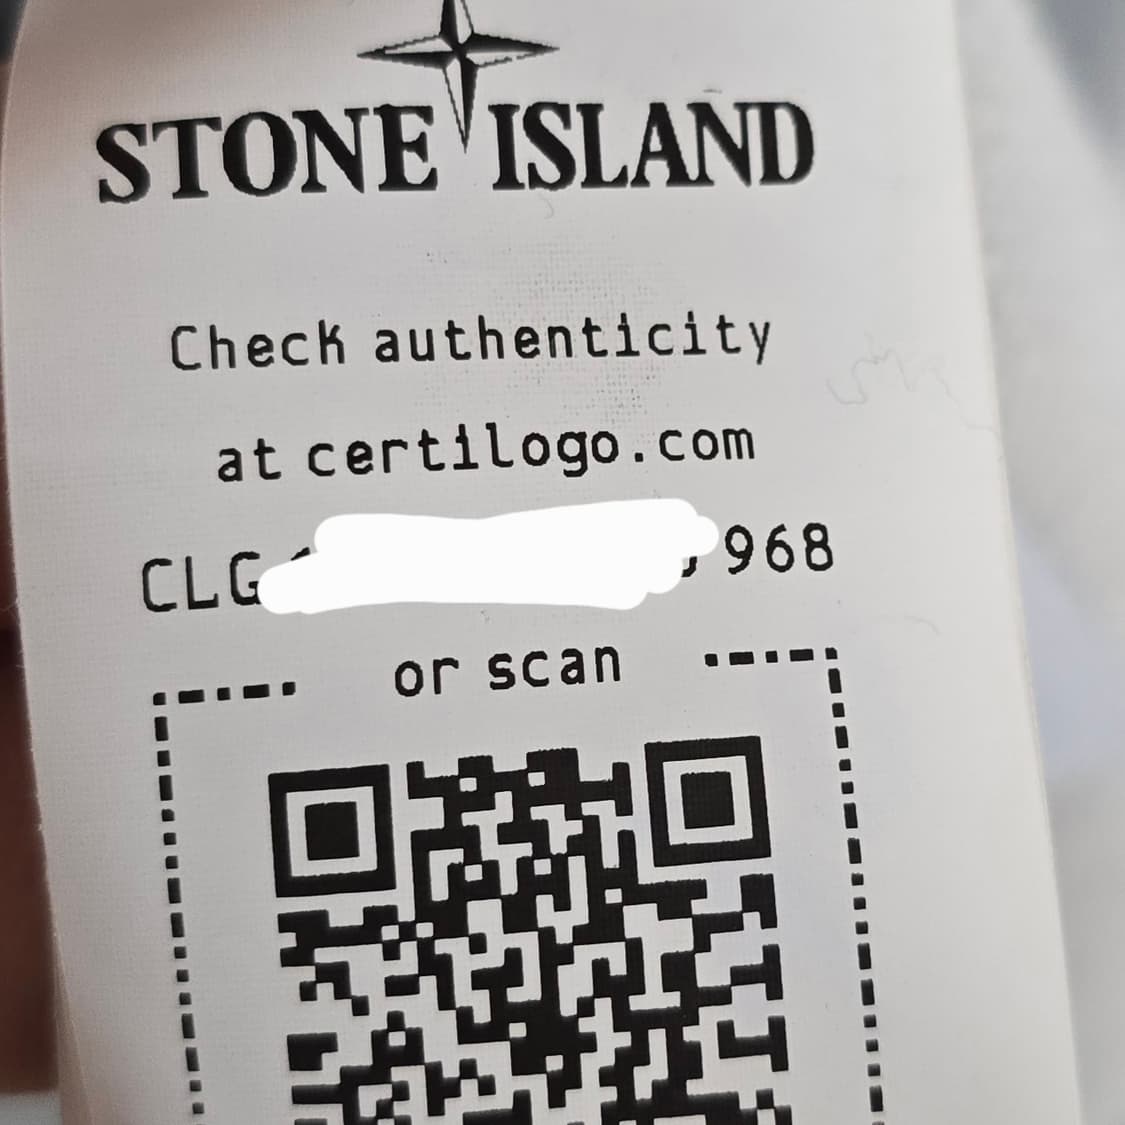 STONE ISLAND
Check authenticity
at certilogo.com
CLG 968
or scan